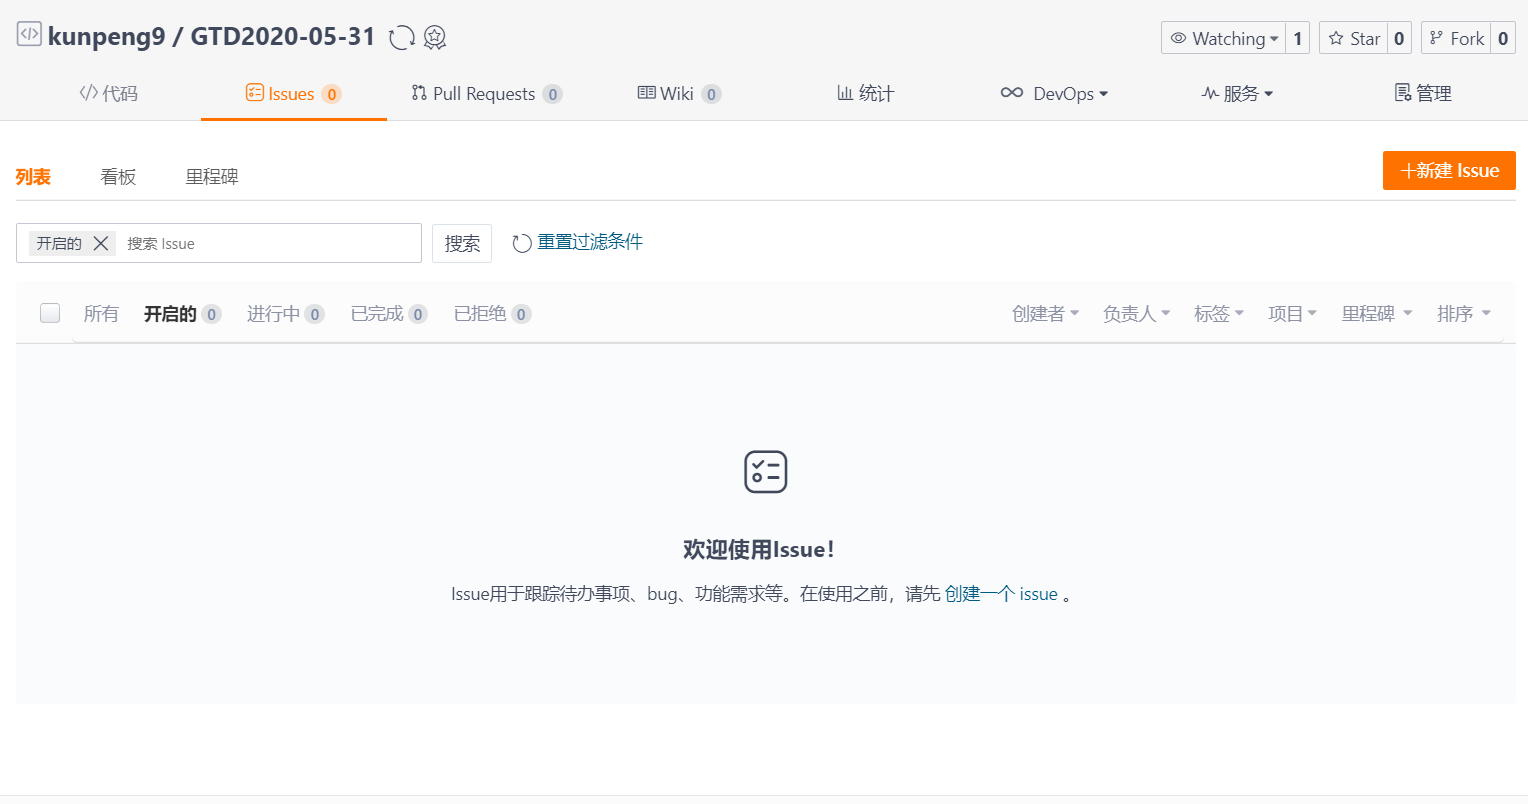 kunpeng9 / GTD2020-05-31
Watching 1 Star 0 Fork 0
代码 Issues 0 Pull Requests 0 Wiki 0 统计 DevOps 服务 管理
列表 看板 里程碑
新建 Issue
开启的 搜索 Issue 搜索 重置过滤条件
所有 开启的 0 进行中 0 已完成 0 已拒绝 0 创建者 负责人 标签 项目 里程碑 排序
欢迎使用Issue!
Issue用于跟踪待办事项、bug、功能需求等。在使用之前，请先 创建一个 issue 。